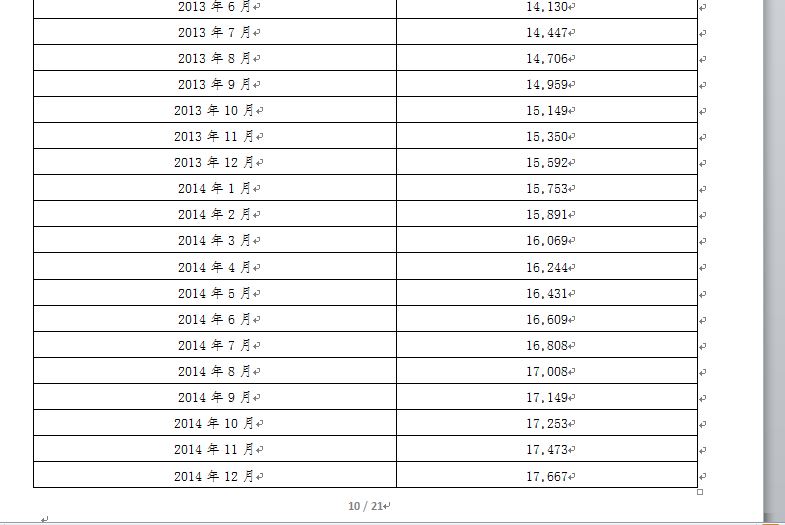 2013 年 6 月 14,130
2013 年 7 月 14,447
2013 年 8 月 14,706
2013 年 9 月 14,959
2013 年 10 月 15,149
2013 年 11 月 15,350
2013 年 12 月 15,592
2014 年 1 月 15,753
2014 年 2 月 15,891
2014 年 3 月 16,069
2014 年 4 月 16,244
2014 年 5 月 16,431
2014 年 6 月 16,609
2014 年 7 月 16,808
2014 年 8 月 17,008
2014 年 9 月 17,149
2014 年 10 月 17,253
2014 年 11 月 17,473
2014 年 12 月 17,667
10 / 21